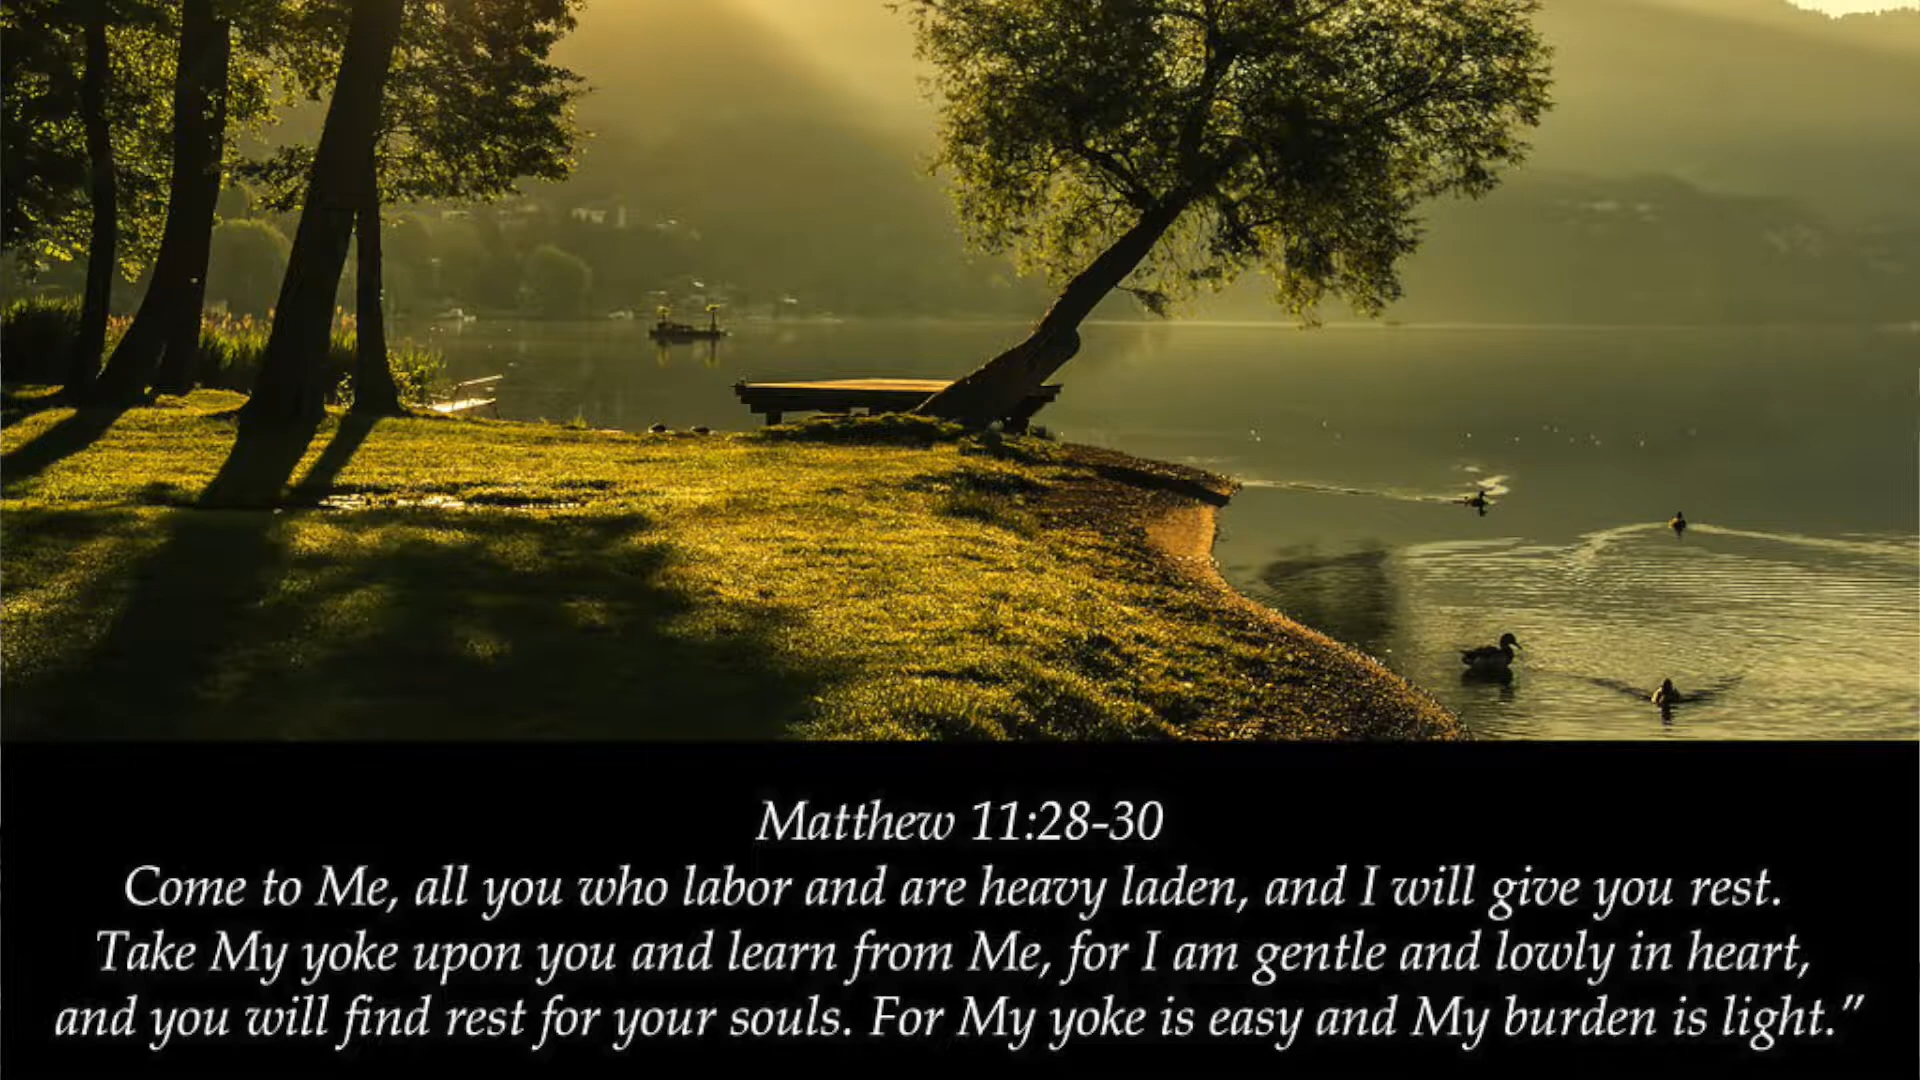 Matthew 11:28-30
Come to Me, all you who labor and are heavy laden, and I will give you rest.
Take My yoke upon you and learn from Me, for I am gentle and lowly in heart,
and you will find rest for your souls. For My yoke is easy and My burden is light.”